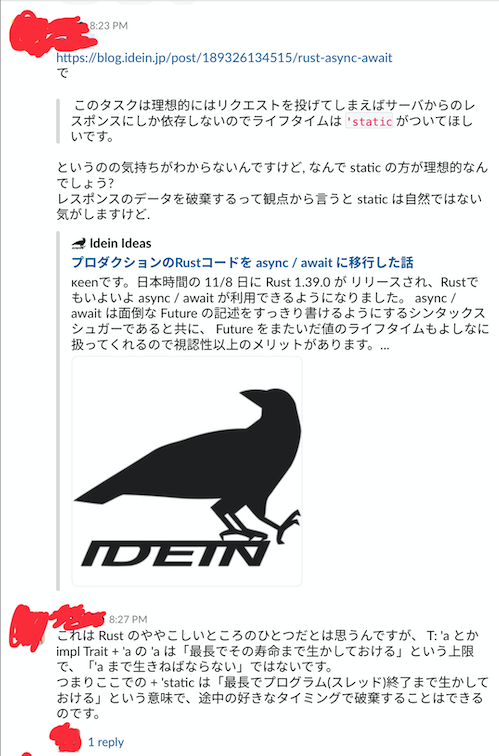 8:23 PM
https://blog.idein.jp/post/189326134515/rust-async-await
で
このタスクは理想的にはリクエストを投げてしまえばサーバからのレ
スポンスにしか依存しないのでライフタイムは 'static がついてほし
いです。
というのの気持ちがわからないんですけど, なんで static の方が理想的なん
でしょう?
レスポンスのデータを破棄するって観点から言うと static は自然ではない
気がしますけど.
Idein Ideas
プロダクションのRustコードを async / await に移行した話
κeenです。日本時間の 11/8 日に Rust 1.39.0 が リリースされ、Rustで
もいよいよ async / await が利用できるようになりました。 async /
await は面倒な Future の記述をすっきり書けるようにするシンタックス
シュガーであると共に、 Future をまたいだ値のライフタイムもよしなに
扱ってくれるので視認性以上のメリットがあります。...
IDEIN
8:27 PM
これは Rust のややこしいところのひとつだとは思うんですが、 T: 'a とか
impl Trait + 'a の 'a は「最長でその寿命まで生かしておける」という上限
で、「'a まで生きねばならない」ではないです。
つまりここでの + 'static は「最長でプログラム(スレッド)終了まで生かして
おける」という意味で、途中の好きなタイミングで破棄することはできる
のです。
1 reply